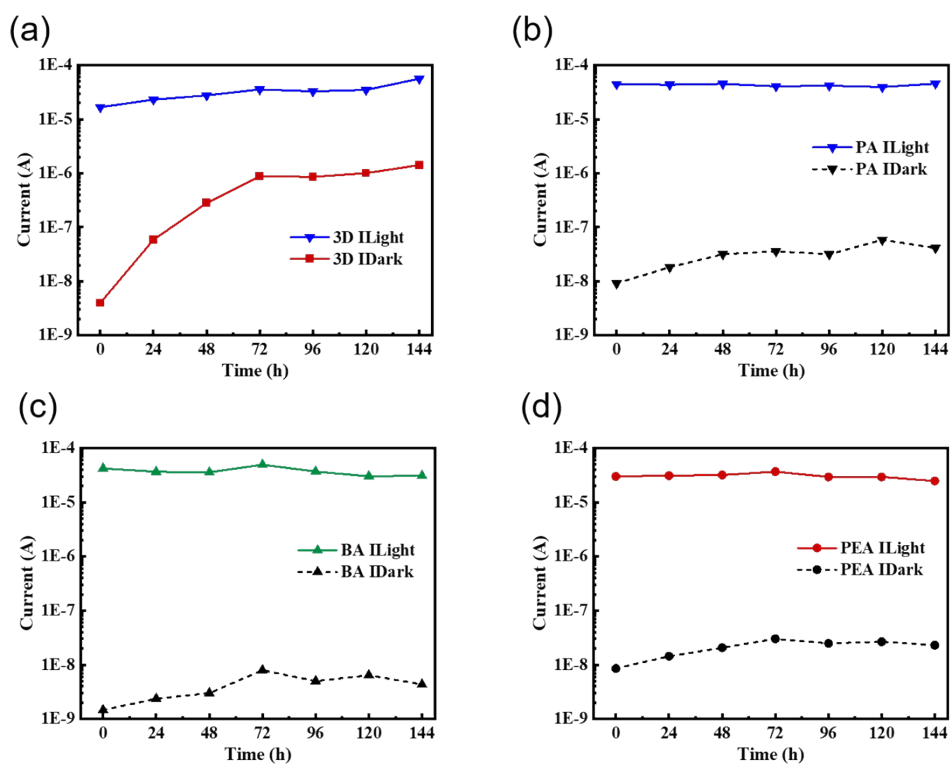 (a)
1E-4
1E-5
1E-6
1E-7
1E-8
1E-9
Current (A)
3D ILight
3D IDark
0 24 48 72 96 120 144
Time (h)
(b)
1E-4
1E-5
1E-6
1E-7
1E-8
1E-9
Current (A)
PA ILight
PA IDark
0 24 48 72 96 120 144
Time (h)
(c)
1E-4
1E-5
1E-6
1E-7
1E-8
1E-9
Current (A)
BA ILight
BA IDark
0 24 48 72 96 120 144
Time (h)
(d)
1E-4
1E-5
1E-6
1E-7
1E-8
1E-9
Current (A)
PEA ILight
PEA IDark
0 24 48 72 96 120 144
Time (h)